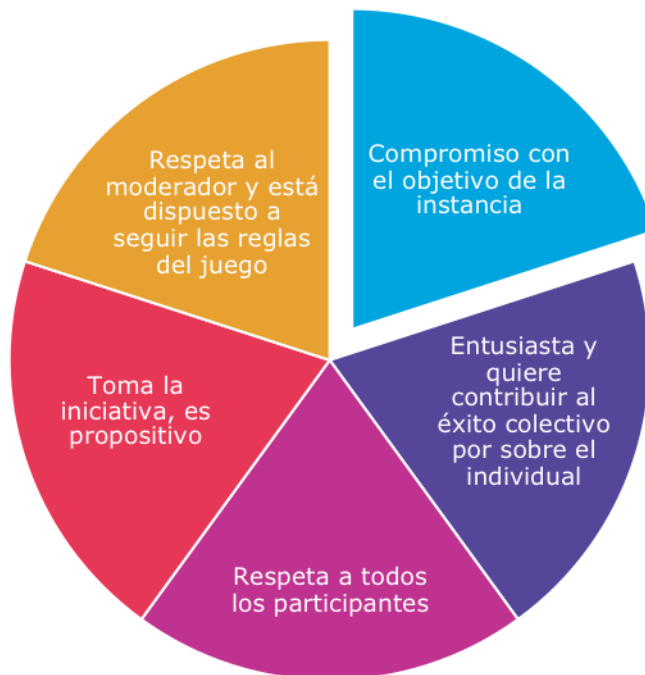 Compromiso con
el objetivo de la
instancia
Entusiasta y
quiere
contribuir al
éxito colectivo
por sobre el
individual
Respeta a todos
los participantes
Toma la
iniciativa, es
propositivo
Respeta al
moderador y está
dispuesto a
seguir las reglas
del juego